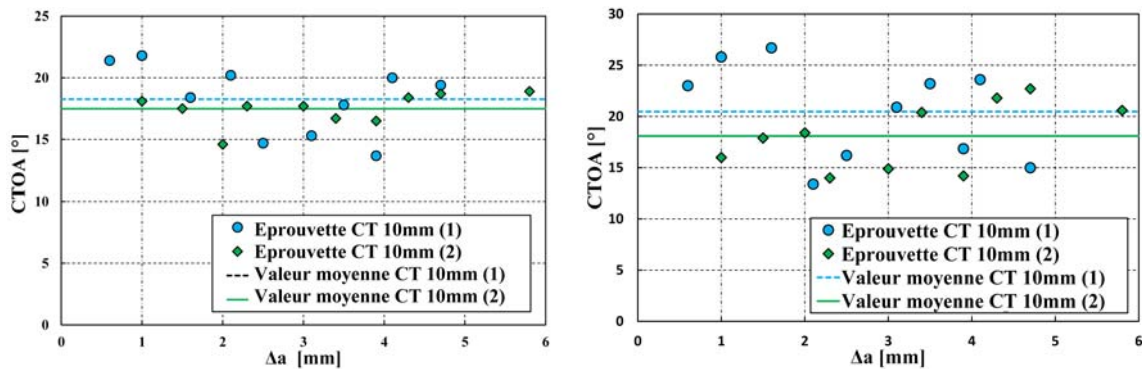 25
20
15
10
5
0
CTOA [°]
Eprouvette CT 10mm (1)
Eprouvette CT 10mm (2)
Valeur moyenne CT 10mm (1)
Valeur moyenne CT 10mm (2)
0 1 2 3 4 5 6
Δa [mm]
30
25
20
15
10
5
0
CTOA [°]
Eprouvette CT 10mm (1)
Eprouvette CT 10mm (2)
Valeur moyenne CT 10mm (1)
Valeur moyenne CT 10mm (2)
0 1 2 3 4 5 6
Δa [mm]